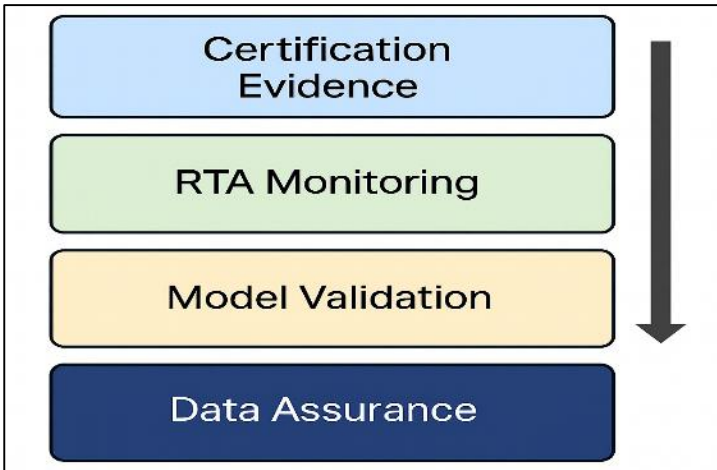 Certification
Evidence
RTA Monitoring
Model Validation
Data Assurance